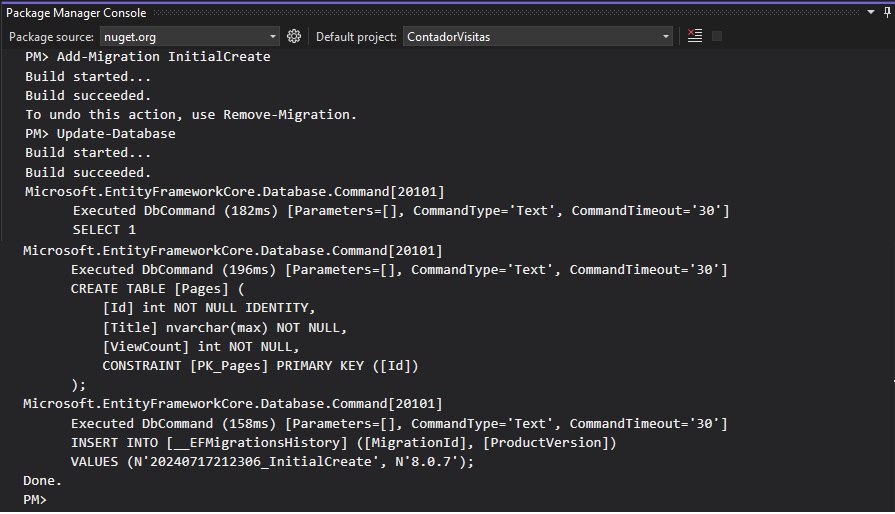 Package Manager Console
Package source: nuget.org Default project: ContadorVisitas
PM> Add-Migration InitialCreate
Build started...
Build succeeded.
To undo this action, use Remove-Migration.
PM> Update-Database
Build started...
Build succeeded.
Microsoft.EntityFrameworkCore.Database.Command[20101]
Executed DbCommand (182ms) [Parameters=[], CommandType='Text', CommandTimeout='30']
SELECT 1
Microsoft.EntityFrameworkCore.Database.Command[20101]
Executed DbCommand (196ms) [Parameters=[], CommandType='Text', CommandTimeout='30']
CREATE TABLE [Pages] (
[Id] int NOT NULL IDENTITY,
[Title] nvarchar(max) NOT NULL,
[ViewCount] int NOT NULL,
CONSTRAINT [PK_Pages] PRIMARY KEY ([Id])
);
Microsoft.EntityFrameworkCore.Database.Command[20101]
Executed DbCommand (158ms) [Parameters=[], CommandType='Text', CommandTimeout='30']
INSERT INTO [__EFMigrationsHistory] ([MigrationId], [ProductVersion])
VALUES (N'20240717212306_InitialCreate', N'8.0.7');
Done.
PM>